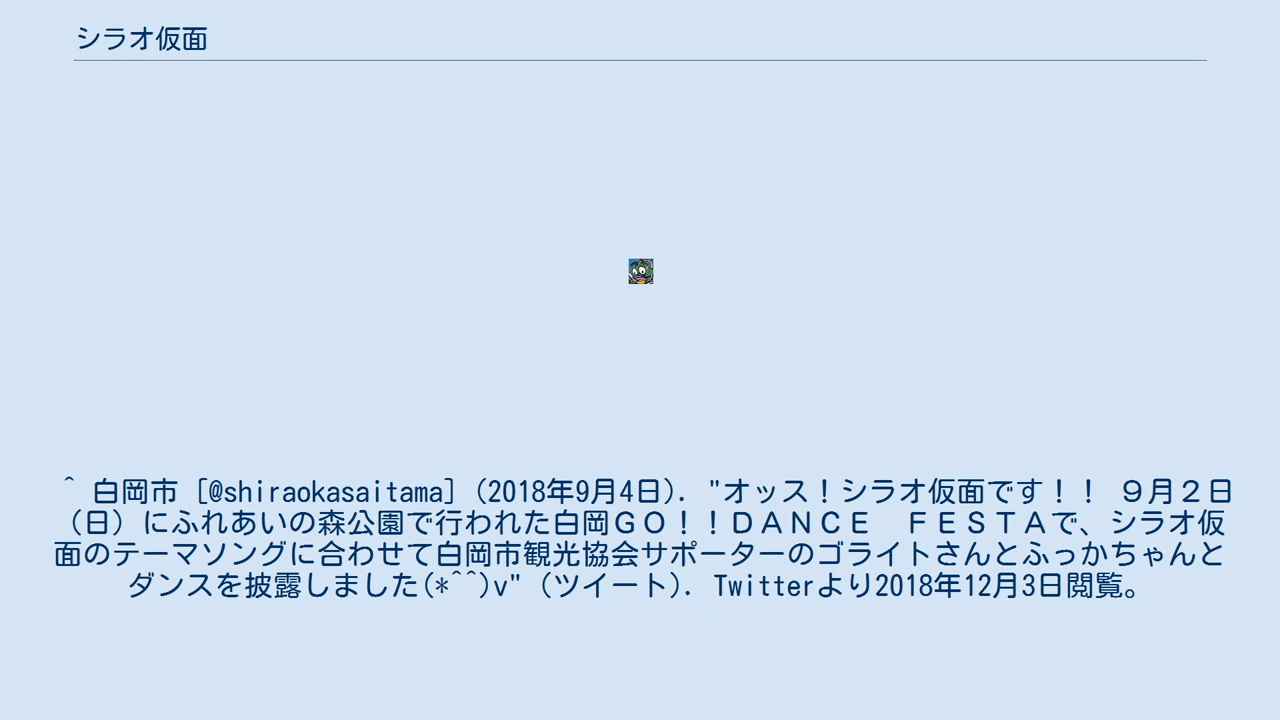 シラオ仮面
^ 白岡市 [@shiraokasaitama] (2018年9月4日). "オッス！シラオ仮面です！！ ９月２日
（日）にふれあいの森公園で行われた白岡ＧＯ！！ＤＡＮＣＥ　ＦＥＳＴＡで、シラオ仮
面のテーマソングに合わせて白岡市観光協会サポーターのゴライトさんとふっかちゃんと
ダンスを披露しました(*^^)v" (ツイート). Twitterより2018年12月3日閲覧。